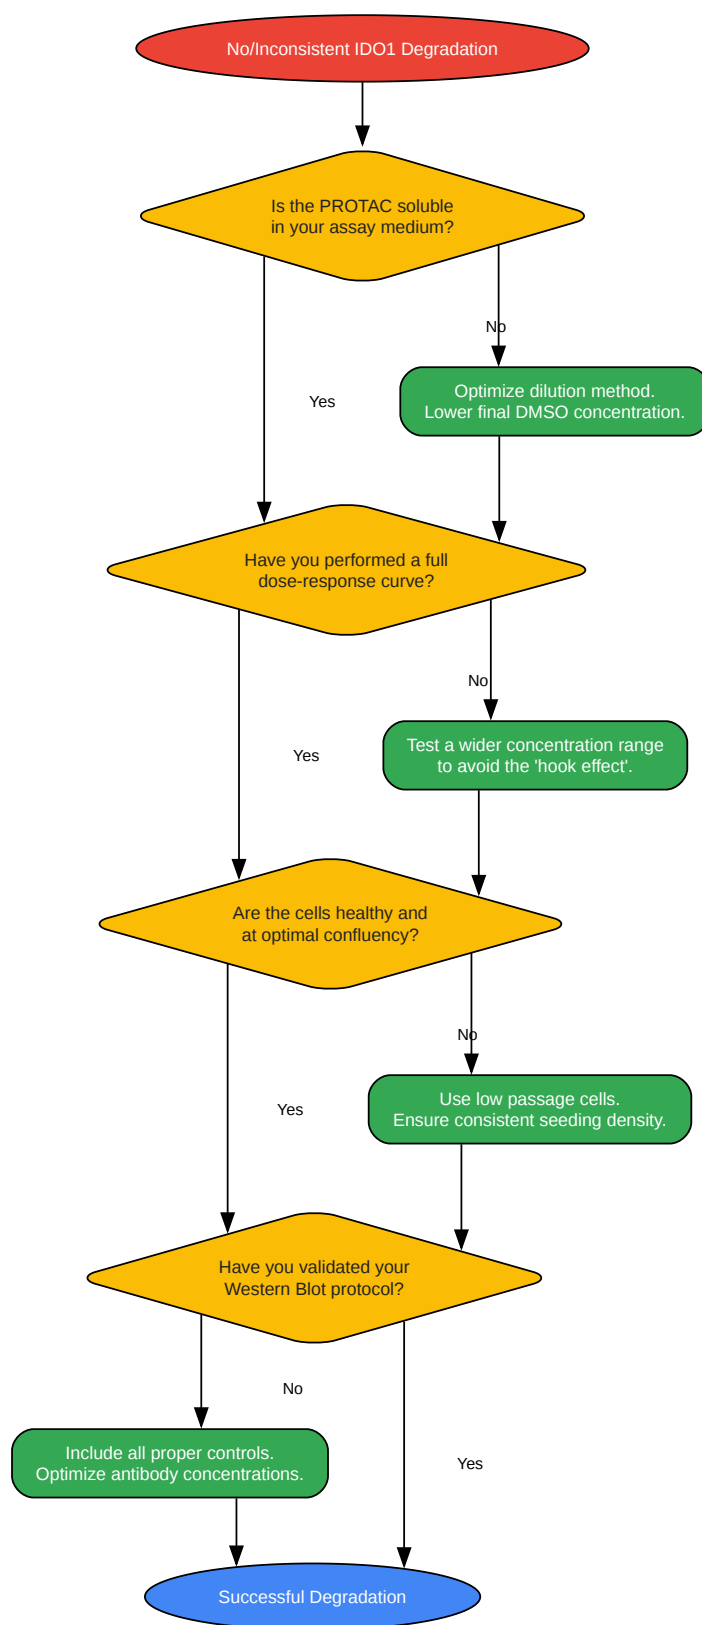 No/Inconsistent IDO1 Degradation
Is the PROTAC soluble
in your assay medium?
No
Optimize dilution method.
Lower final DMSO concentration.
Yes
Have you performed a full
dose-response curve?
No
Test a wider concentration range
to avoid the 'hook effect'.
Yes
Are the cells healthy and
at optimal confluency?
No
Use low passage cells.
Ensure consistent seeding density.
Yes
Have you validated your
Western Blot protocol?
No
Include all proper controls.
Optimize antibody concentrations.
Yes
Successful Degradation